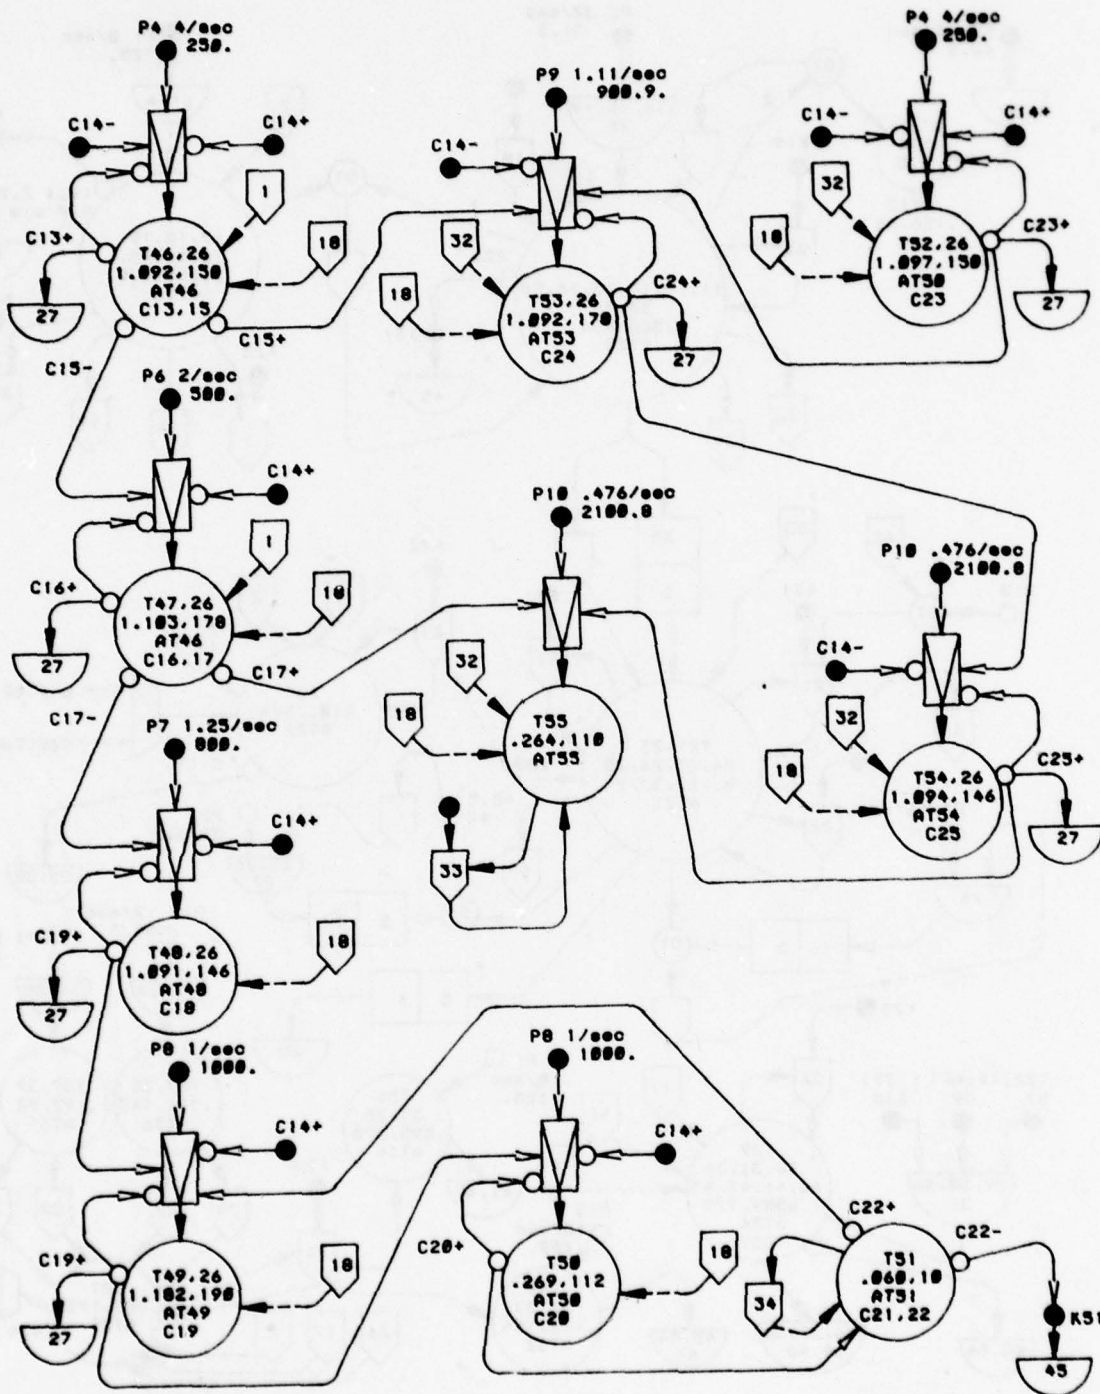 P4 4/sec
250.
P9 1.11/sec
900.9.
P4 4/sec
250.
C14-
C14+
C14-
C14-
C14+
1
32
C13+
T46,26
1.092,150
AT46
C13,15
18
27
C15+
32
18
T53,26
1.092,170
AT53
C24
C24+
27
18
T52,26
1.097,150
AT50
C23
C23+
27
C15-
P6 2/sec
500.
C14+
P10 .476/sec
2100.8
P10 .476/sec
2100.8
1
C16+
T47,26
1.103,178
AT46
C16,17
18
27
C17+
32
18
T55
.264,110
AT55
33
C14-
32
18
T54,26
1.094,146
AT54
C25
C25+
27
C17-
P7 1.25/sec
800.
C14+
C19+
T48,26
1.091,146
AT48
C18
18
27
P8 1/sec
1000.
C14+
P8 1/sec
1000.
C14+
C19+
T49,26
1.102,190
AT49
C19
18
27
C20+
T50
.269,112
AT50
C20
18
C22+
34
T51
.060,10
AT51
C21,22
C22-
K51
45